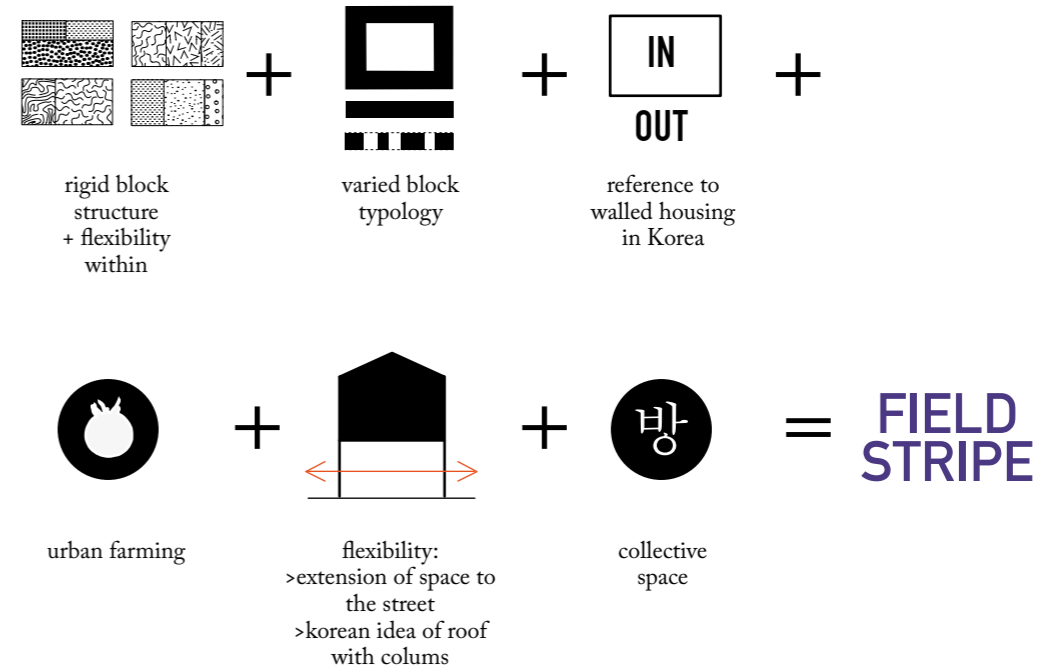 + + +
IN
OUT
rigid block
structure
+ flexibility
within
varied block
typology
reference to
walled housing
in Korea
+ + =
방
FIELD
STRIPE
urban farming
flexibility:
>extension of space to
the street
>korean idea of roof
with colums
collective
space